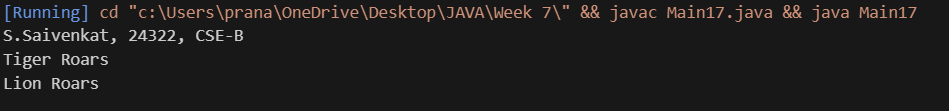 [Running] cd "c:\Users\prana\OneDrive\Desktop\JAVA\Week 7\" && javac Main17.java && java Main17
S.Saivenkat, 24322, CSE-B
Tiger Roars
Lion Roars